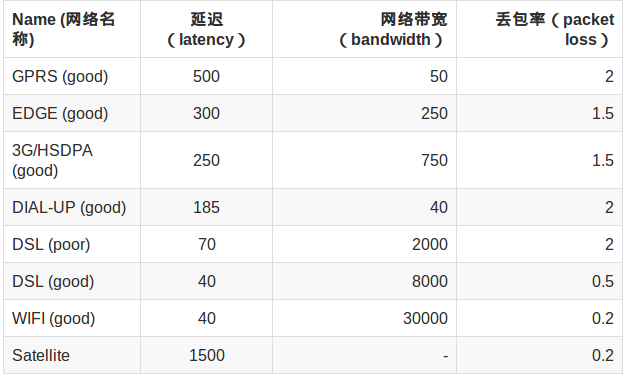 Name (网络名 延迟 网络带宽 丢包率（packet
称) （latency） （bandwidth） loss）
GPRS (good) 500 50 2
EDGE (good) 300 250 1.5
3G/HSDPA
(good) 250 750 1.5
DIAL-UP (good) 185 40 2
DSL (poor) 70 2000 2
DSL (good) 40 8000 0.5
WIFI (good) 40 30000 0.2
Satellite 1500 - 0.2